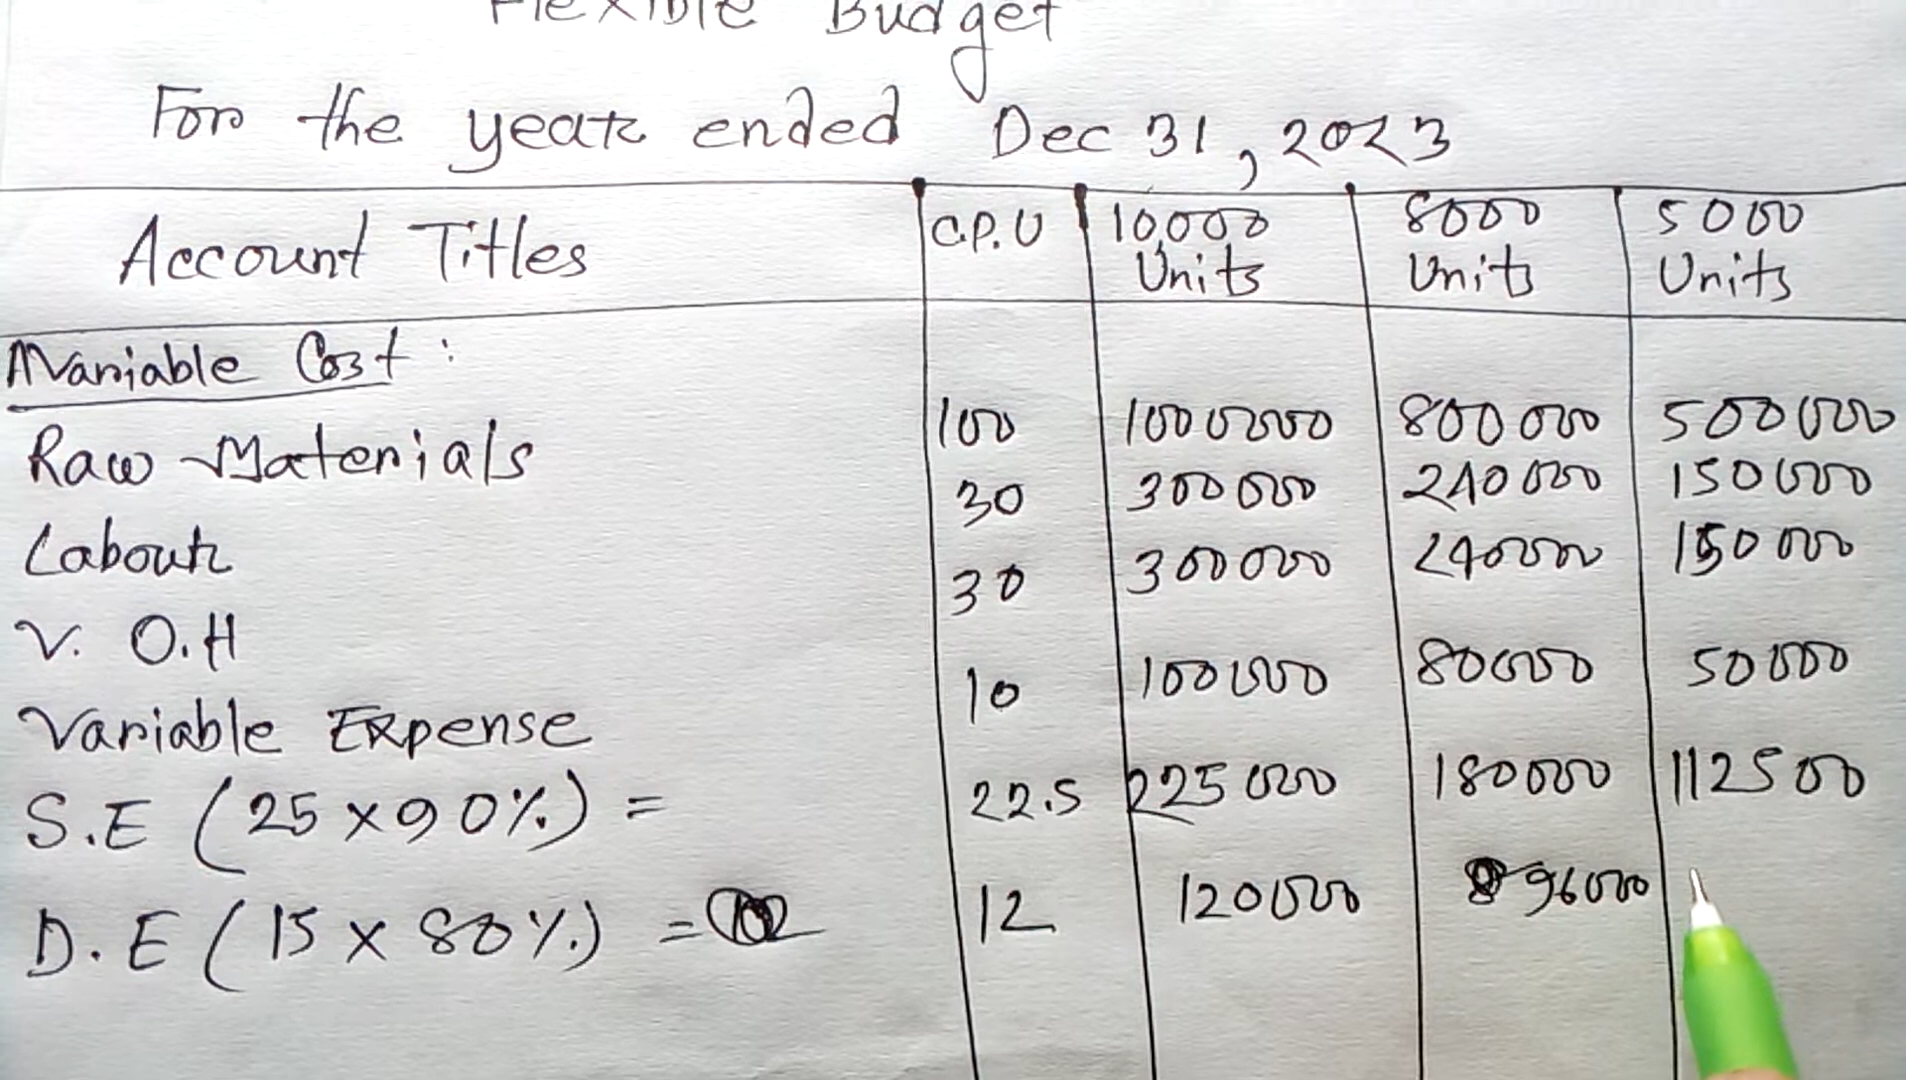 Flexible Budget
For the year ended Dec 31, 2023
Account Titles C.P.U 10,000 Units 8000 Units 5000 Units
Variable Cost:
Raw Materials 100 1000000 800000 500000
Labour 30 300000 240000 150000
V. O.H 30 300000 240000 150000
Variable Expense 10 100000 80000 50000
S.E (25 x 90%) = 22.5 225000 180000 112500
D.E (15 x 80%) = 12 120000 96000